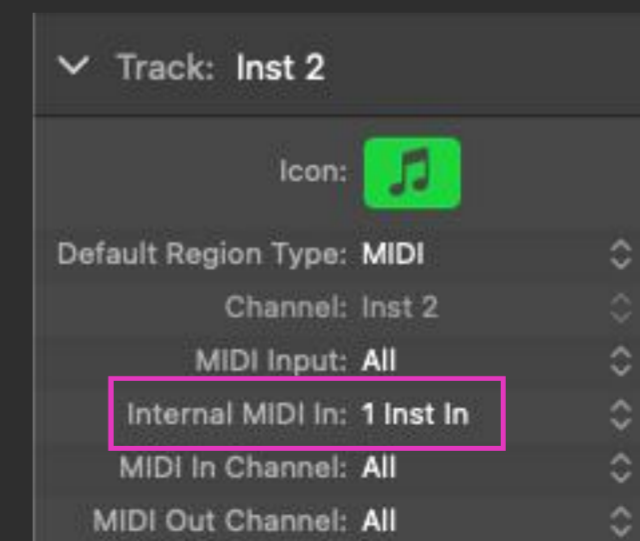 Track: Inst 2
Icon:
Default Region Type: MIDI
Channel: Inst 2
MIDI Input: All
Internal MIDI In: 1 Inst In
MIDI In Channel: All
MIDI Out Channel: All